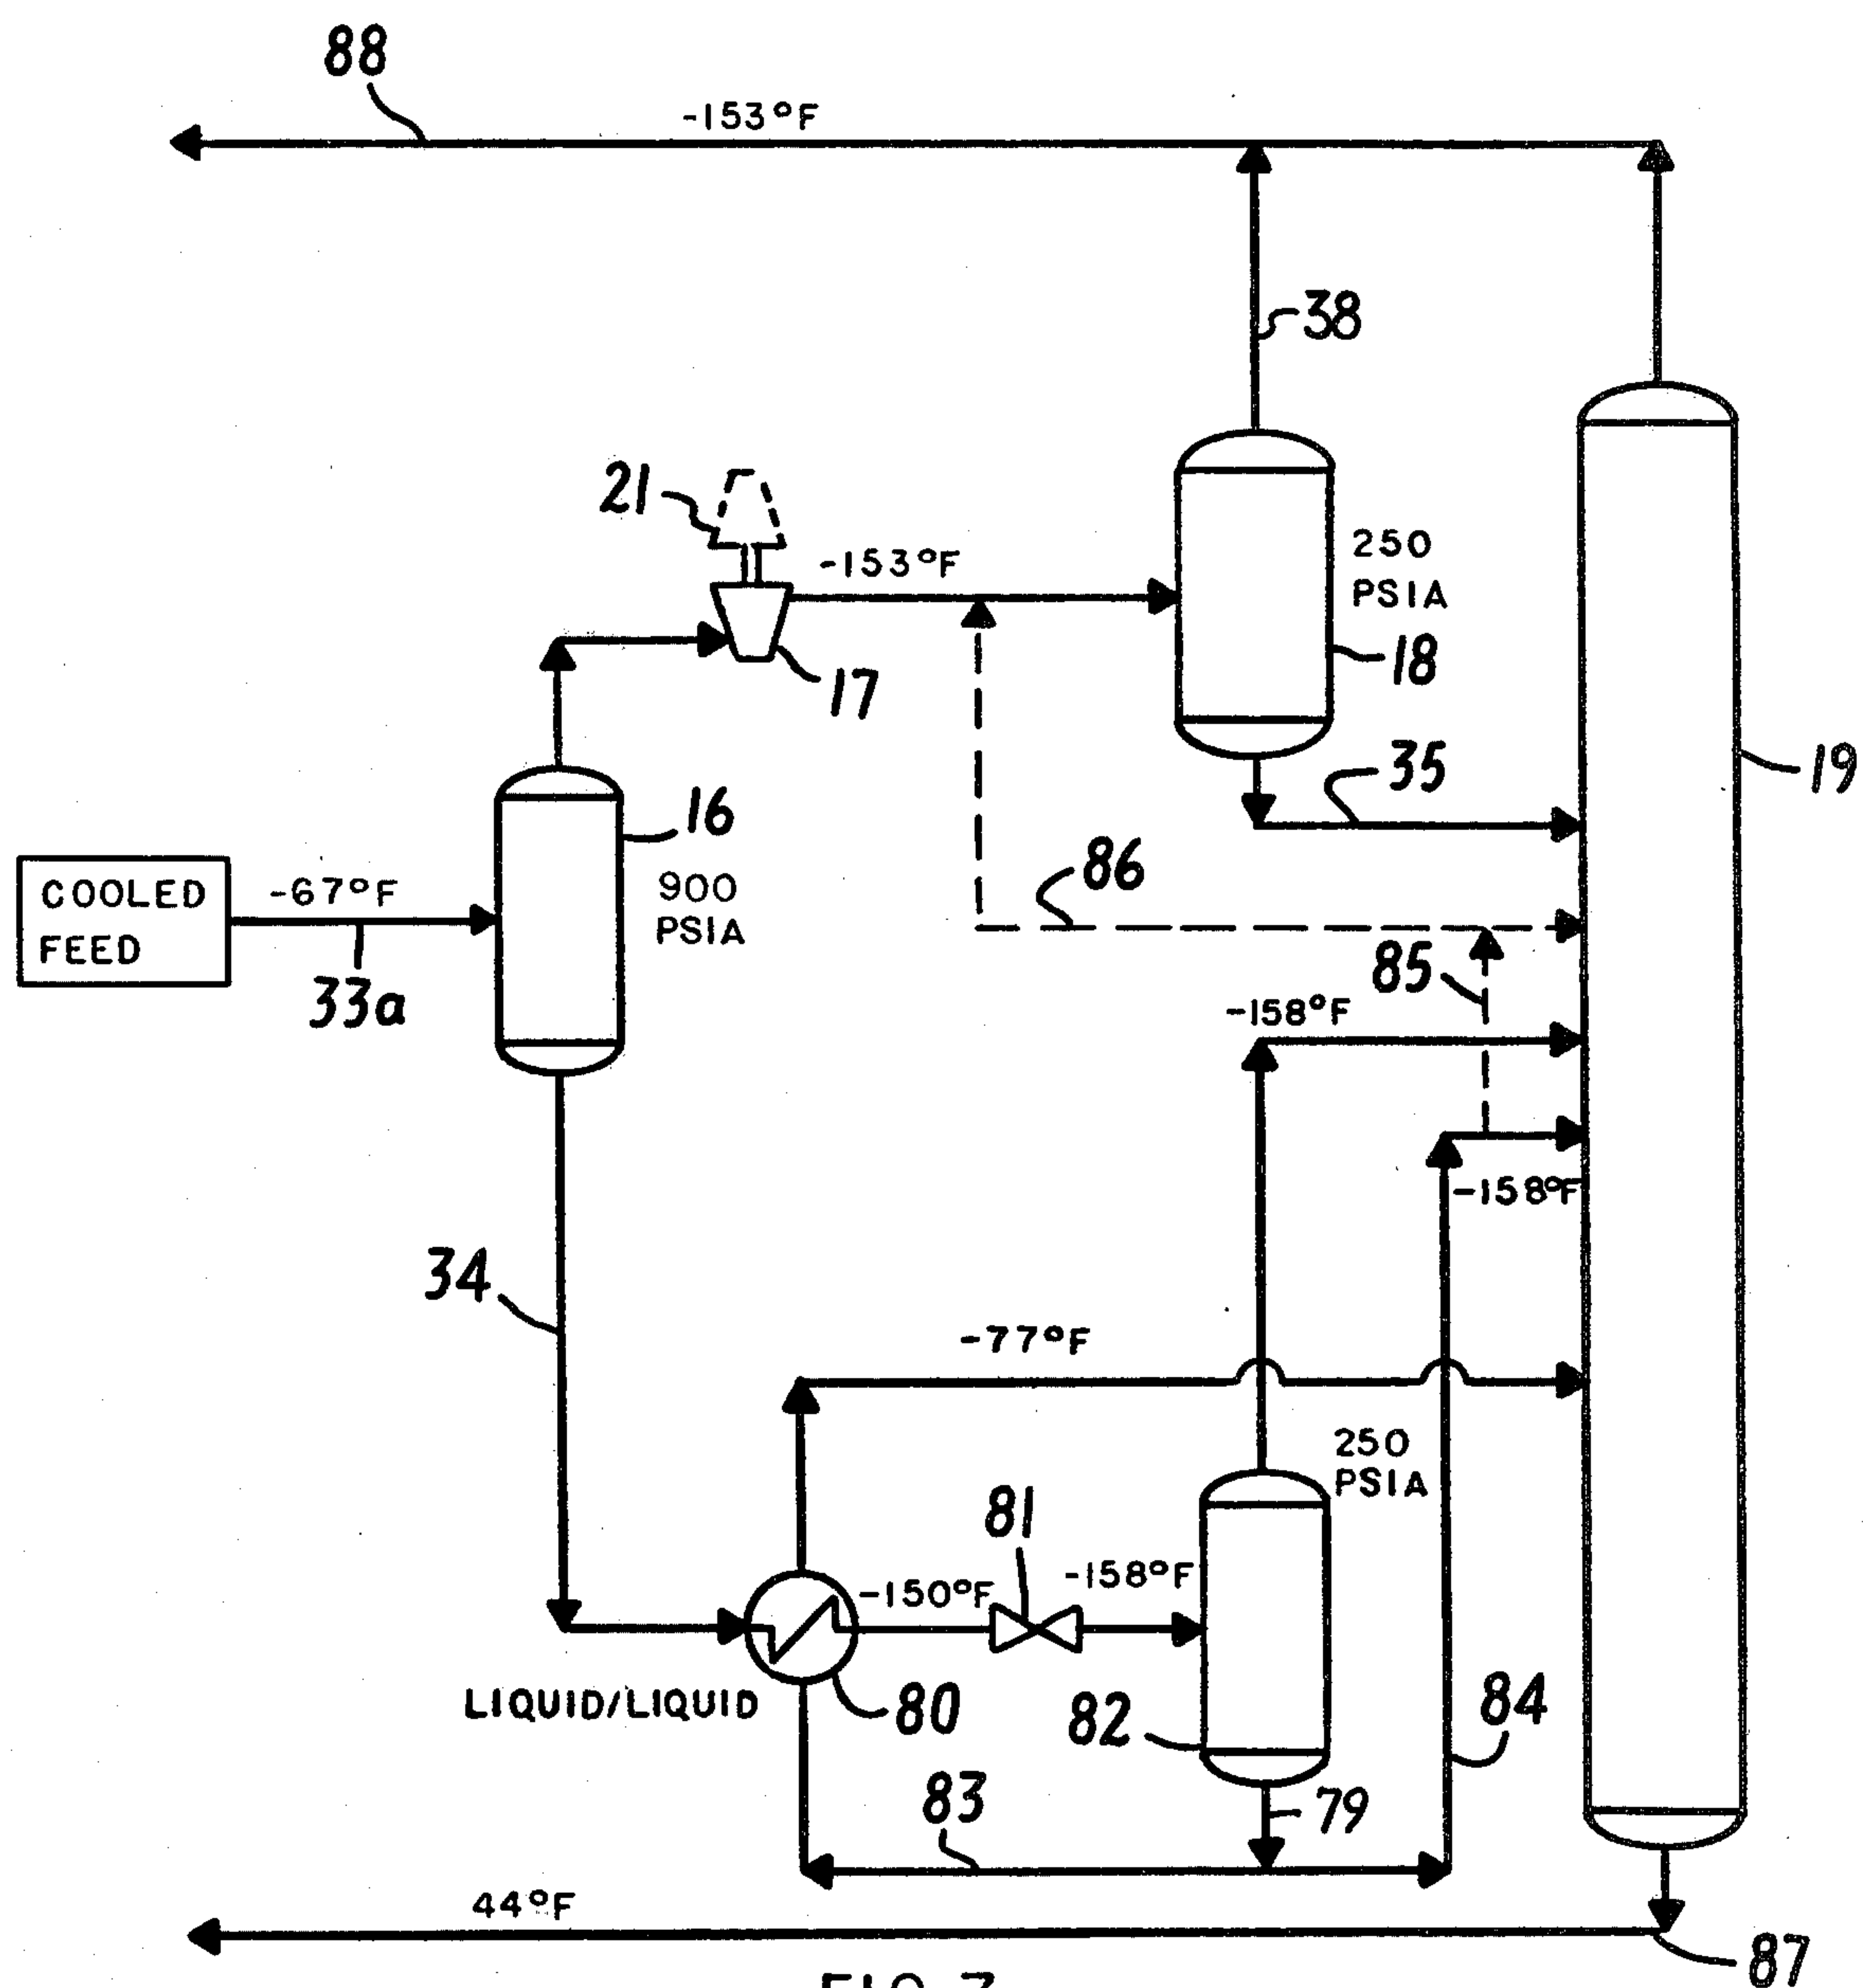 88
-153°F
38
21
-153°F
250
PSIA
18
17
35
19
16
86
COOLED
FEED
-67°F
900
PSIA
33a
85
-158°F
-158°F
34
-77°F
250
PSIA
81
-150°F
-158°F
LIQUID/LIQUID
80
82
84
83
79
44°F
87